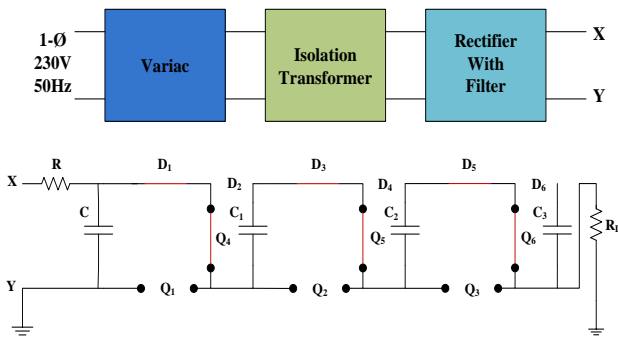 1-Ø
230V
50Hz
Variac
Isolation
Transformer
Rectifier
With
Filter
X
Y
R
D1
D2
D3
D4
D5
D6
X
C
Q4
C1
Q5
C2
Q6
C3
RL
Y
Q1
Q2
Q3